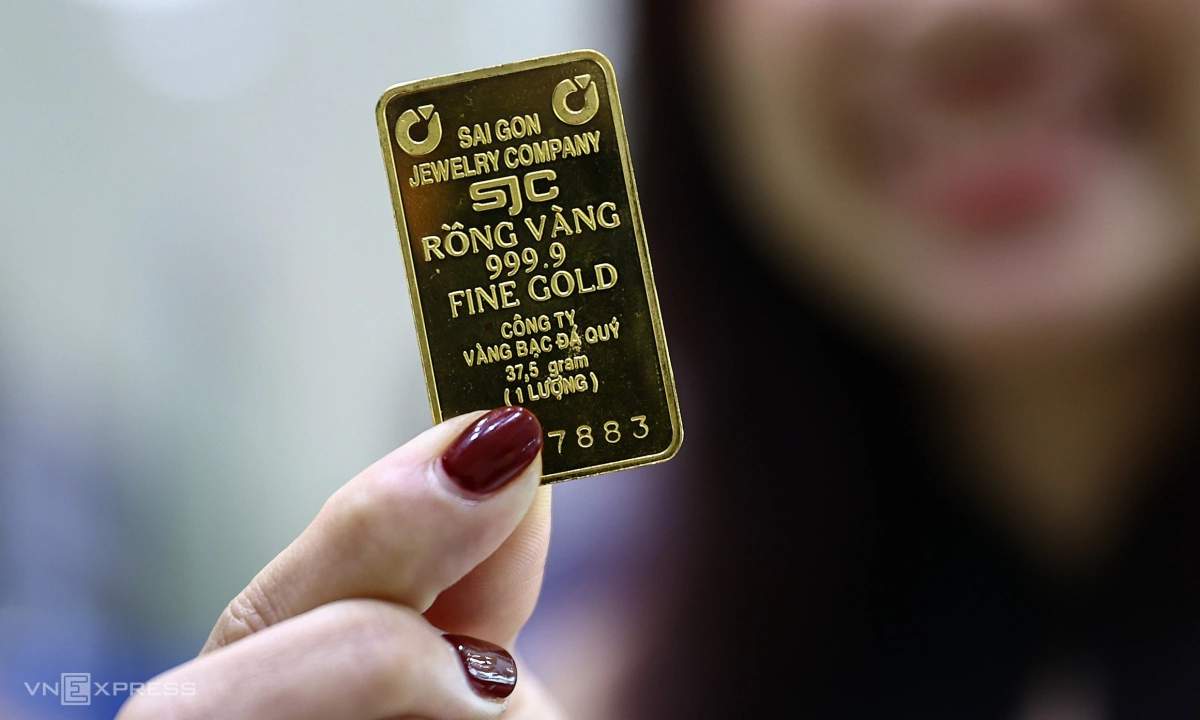 SAI GON
JEWELRY COMPANY
SJC
RỒNG VÀNG
999.9
FINE GOLD
CÔNG TY
VÀNG BẠC ĐÁ QUÝ
37,5 gram
(1 LƯỢNG)
7883
VNEXPRESS